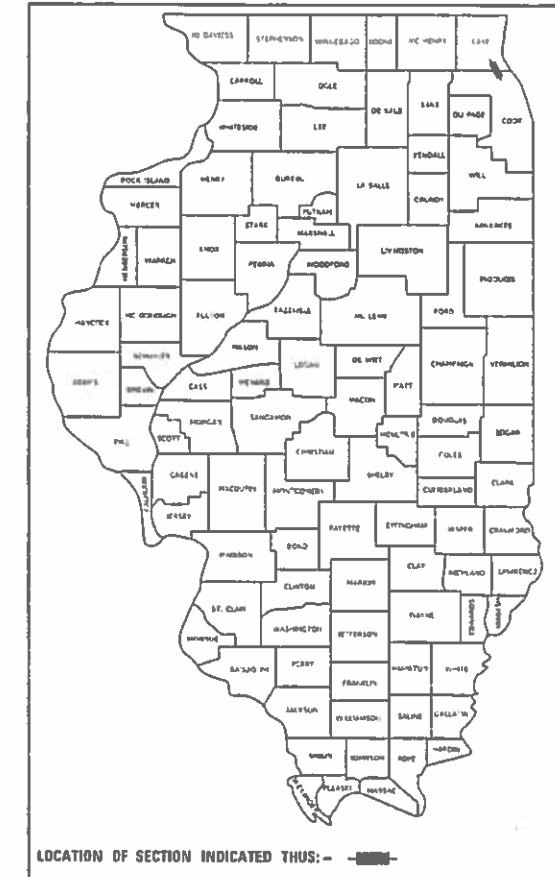 JO DAVIESS STEPHENSON WINNEBAGO BOONE MC HENRY LAKE
CARROLL OGLE
DE KALB KANE DU PAGE COOK
WHITESIDE LEE
KENDALL
WILL
ROCK ISLAND HENRY BUREAU LA SALLE GRUNDY
MERCER PUTNAM
STARK MARSHALL KANKAKEE
HENDERSON WARREN KNOX LIVINGSTON
PEORIA WOODFORD IROQUOIS
HANCOCK MC DONOUGH FULTON TAZEWELL MC LEAN FORD
MASON
SCHUYLER LOGAN DE WITT CHAMPAIGN VERMILION
ADAMS BROWN CASS MENARD PIATT
MACON
MORGAN SANGAMON DOUGLAS
PIKE SCOTT MOULTRIE EDGAR
CHRISTIAN COLES
GREENE SHELBY
CALHOUN MACOUPIN MONTGOMERY CUMBERLAND CLARK
JERSEY FAYETTE EFFINGHAM JASPER CRAWFORD
BOND
MADISON CLAY RICHLAND LAWRENCE
CLINTON MARION
ST. CLAIR WAYNE EDWARDS WABASH
WASHINGTON JEFFERSON
MONROE
RANDOLPH PERRY HAMILTON WHITE
FRANKLIN
JACKSON WILLIAMSON SALINE GALLATIN
UNION JOHNSON POPE HARDIN
ALEXANDER PULASKI MASSAC
LOCATION OF SECTION INDICATED THUS: -